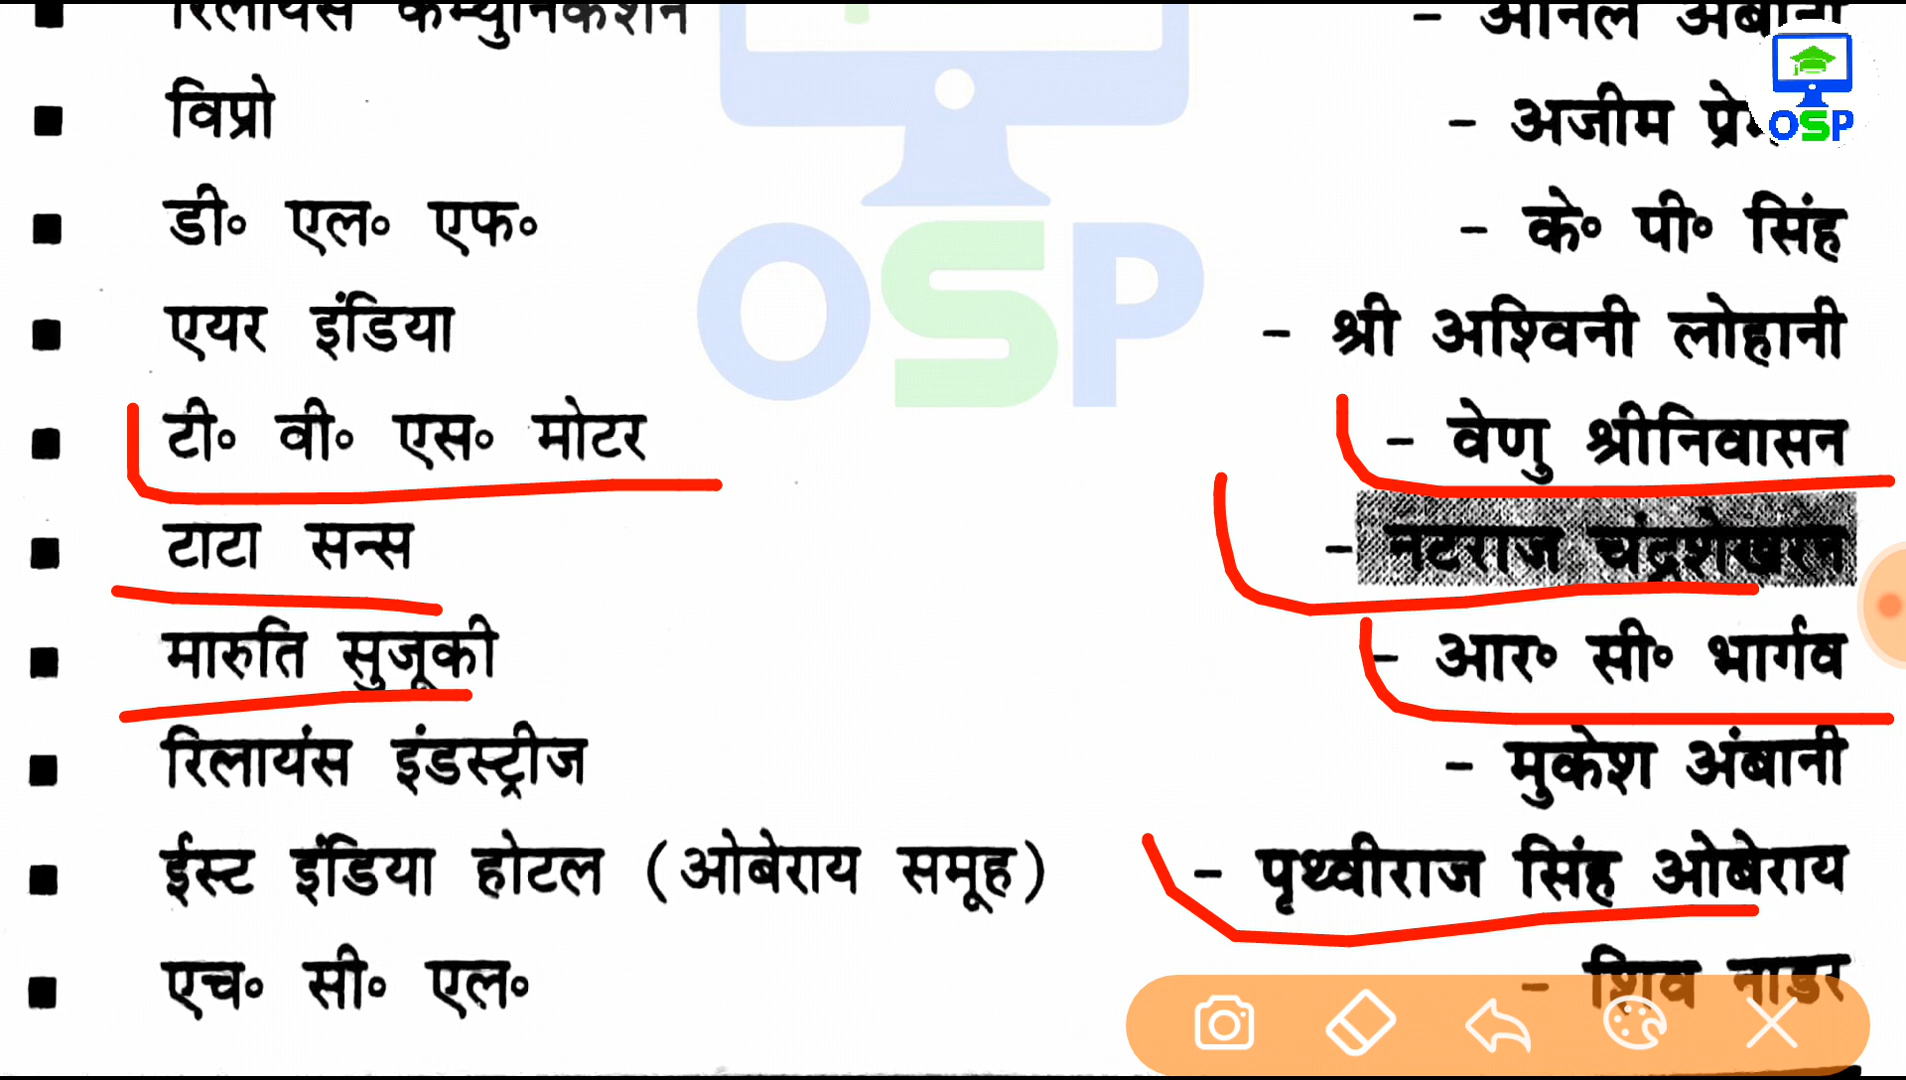 रिलायंस कम्युनिकेशन - अनिल अंबानी
■ विप्रो - अजीम
■ डी॰ एल॰ एफ॰ - के॰ पी॰ सिंह
■ एयर इंडिया - श्री अश्विनी लोहानी
■ टी॰ वी॰ एस॰ मोटर - वेणु श्रीनिवासन
■ टाटा सन्स - नटराज चंद्रशेखरन
■ मारुति सुजूकी - आर॰ सी॰ भार्गव
■ रिलायंस इंडस्ट्रीज - मुकेश अंबानी
■ ईस्ट इंडिया होटल (ओबेराय समूह) - पृथ्वीराज सिंह ओबेराय
■ एच॰ सी॰ एल॰ - शिव नाडर
OSP
OSP